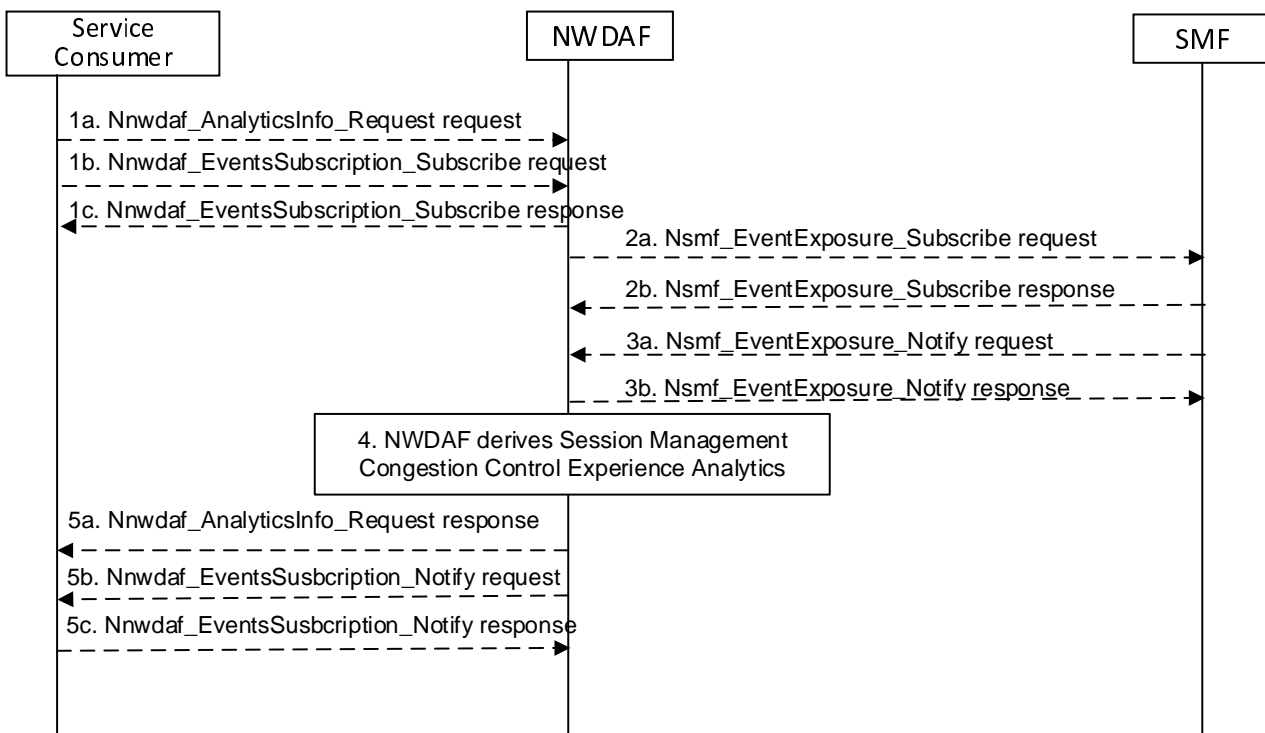 Service
Consumer
NWDAF
SMF
1a. Nnwdaf_AnalyticsInfo_Request request
1b. Nnwdaf_EventsSubscription_Subscribe request
1c. Nnwdaf_EventsSubscription_Subscribe response
2a. Nsmf_EventExposure_Subscribe request
2b. Nsmf_EventExposure_Subscribe response
3a. Nsmf_EventExposure_Notify request
3b. Nsmf_EventExposure_Notify response
4. NWDAF derives Session Management
Congestion Control Experience Analytics
5a. Nnwdaf_AnalyticsInfo_Request response
5b. Nnwdaf_EventsSusbcription_Notify request
5c. Nnwdaf_EventsSusbcription_Notify response